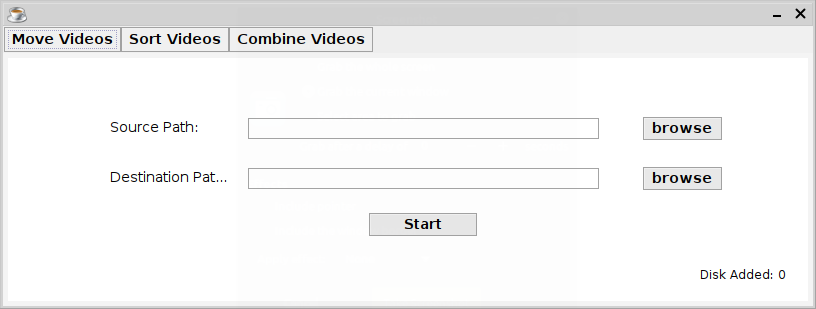 Move Videos Sort Videos Combine Videos
Source Path: browse
Destination Pat... browse
Start
Disk Added: 0